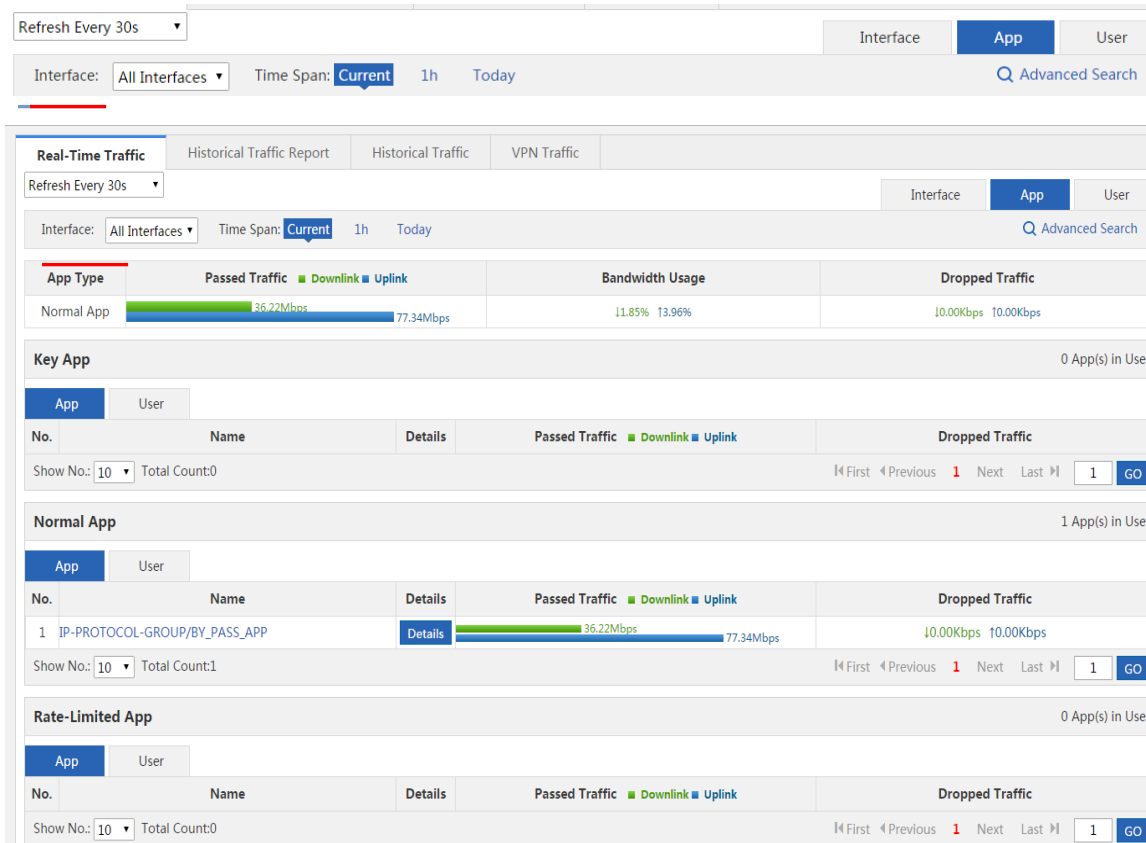 Refresh Every 30s
Interface App User
Interface: All Interfaces Time Span: Current 1h Today Advanced Search
Real-Time Traffic Historical Traffic Report Historical Traffic VPN Traffic
Refresh Every 30s
Interface App User
Interface: All Interfaces Time Span: Current 1h Today Advanced Search
App Type Passed Traffic Downlink Uplink Bandwidth Usage Dropped Traffic
Normal App 36.22Mbps 77.34Mbps ↓1.85% ↑3.96% ↓0.00Kbps ↑0.00Kbps
Key App 0 App(s) in Use
App User
No. Name Details Passed Traffic Downlink Uplink Dropped Traffic
Show No.: 10 Total Count:0 First Previous 1 Next Last 1 GO
Normal App 1 App(s) in Use
App User
No. Name Details Passed Traffic Downlink Uplink Dropped Traffic
1 IP-PROTOCOL-GROUP/BY_PASS_APP Details 36.22Mbps 77.34Mbps ↓0.00Kbps ↑0.00Kbps
Show No.: 10 Total Count:1 First Previous 1 Next Last 1 GO
Rate-Limited App 0 App(s) in Use
App User
No. Name Details Passed Traffic Downlink Uplink Dropped Traffic
Show No.: 10 Total Count:0 First Previous 1 Next Last 1 GO